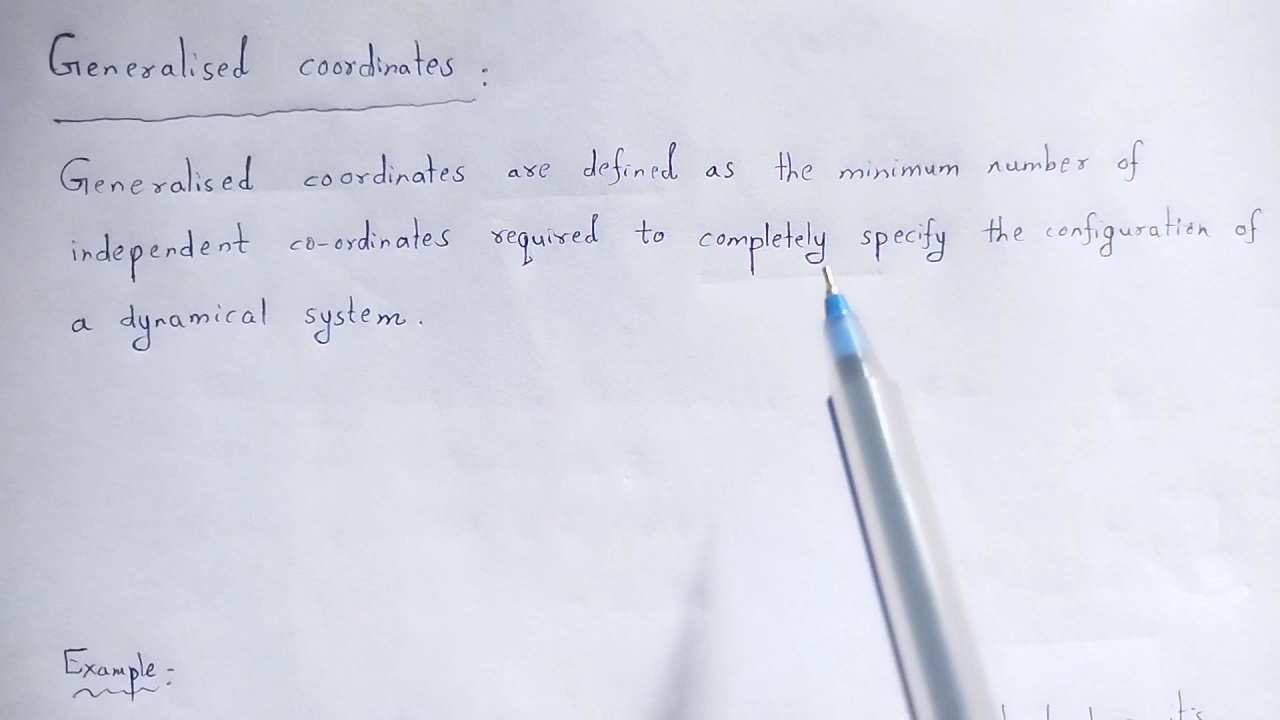 Generalised coordinates :
Generalised coordinates are defined as the minimum number of
independent co-ordinates required to completely specify the configuration of
a dynamical system.
Example :